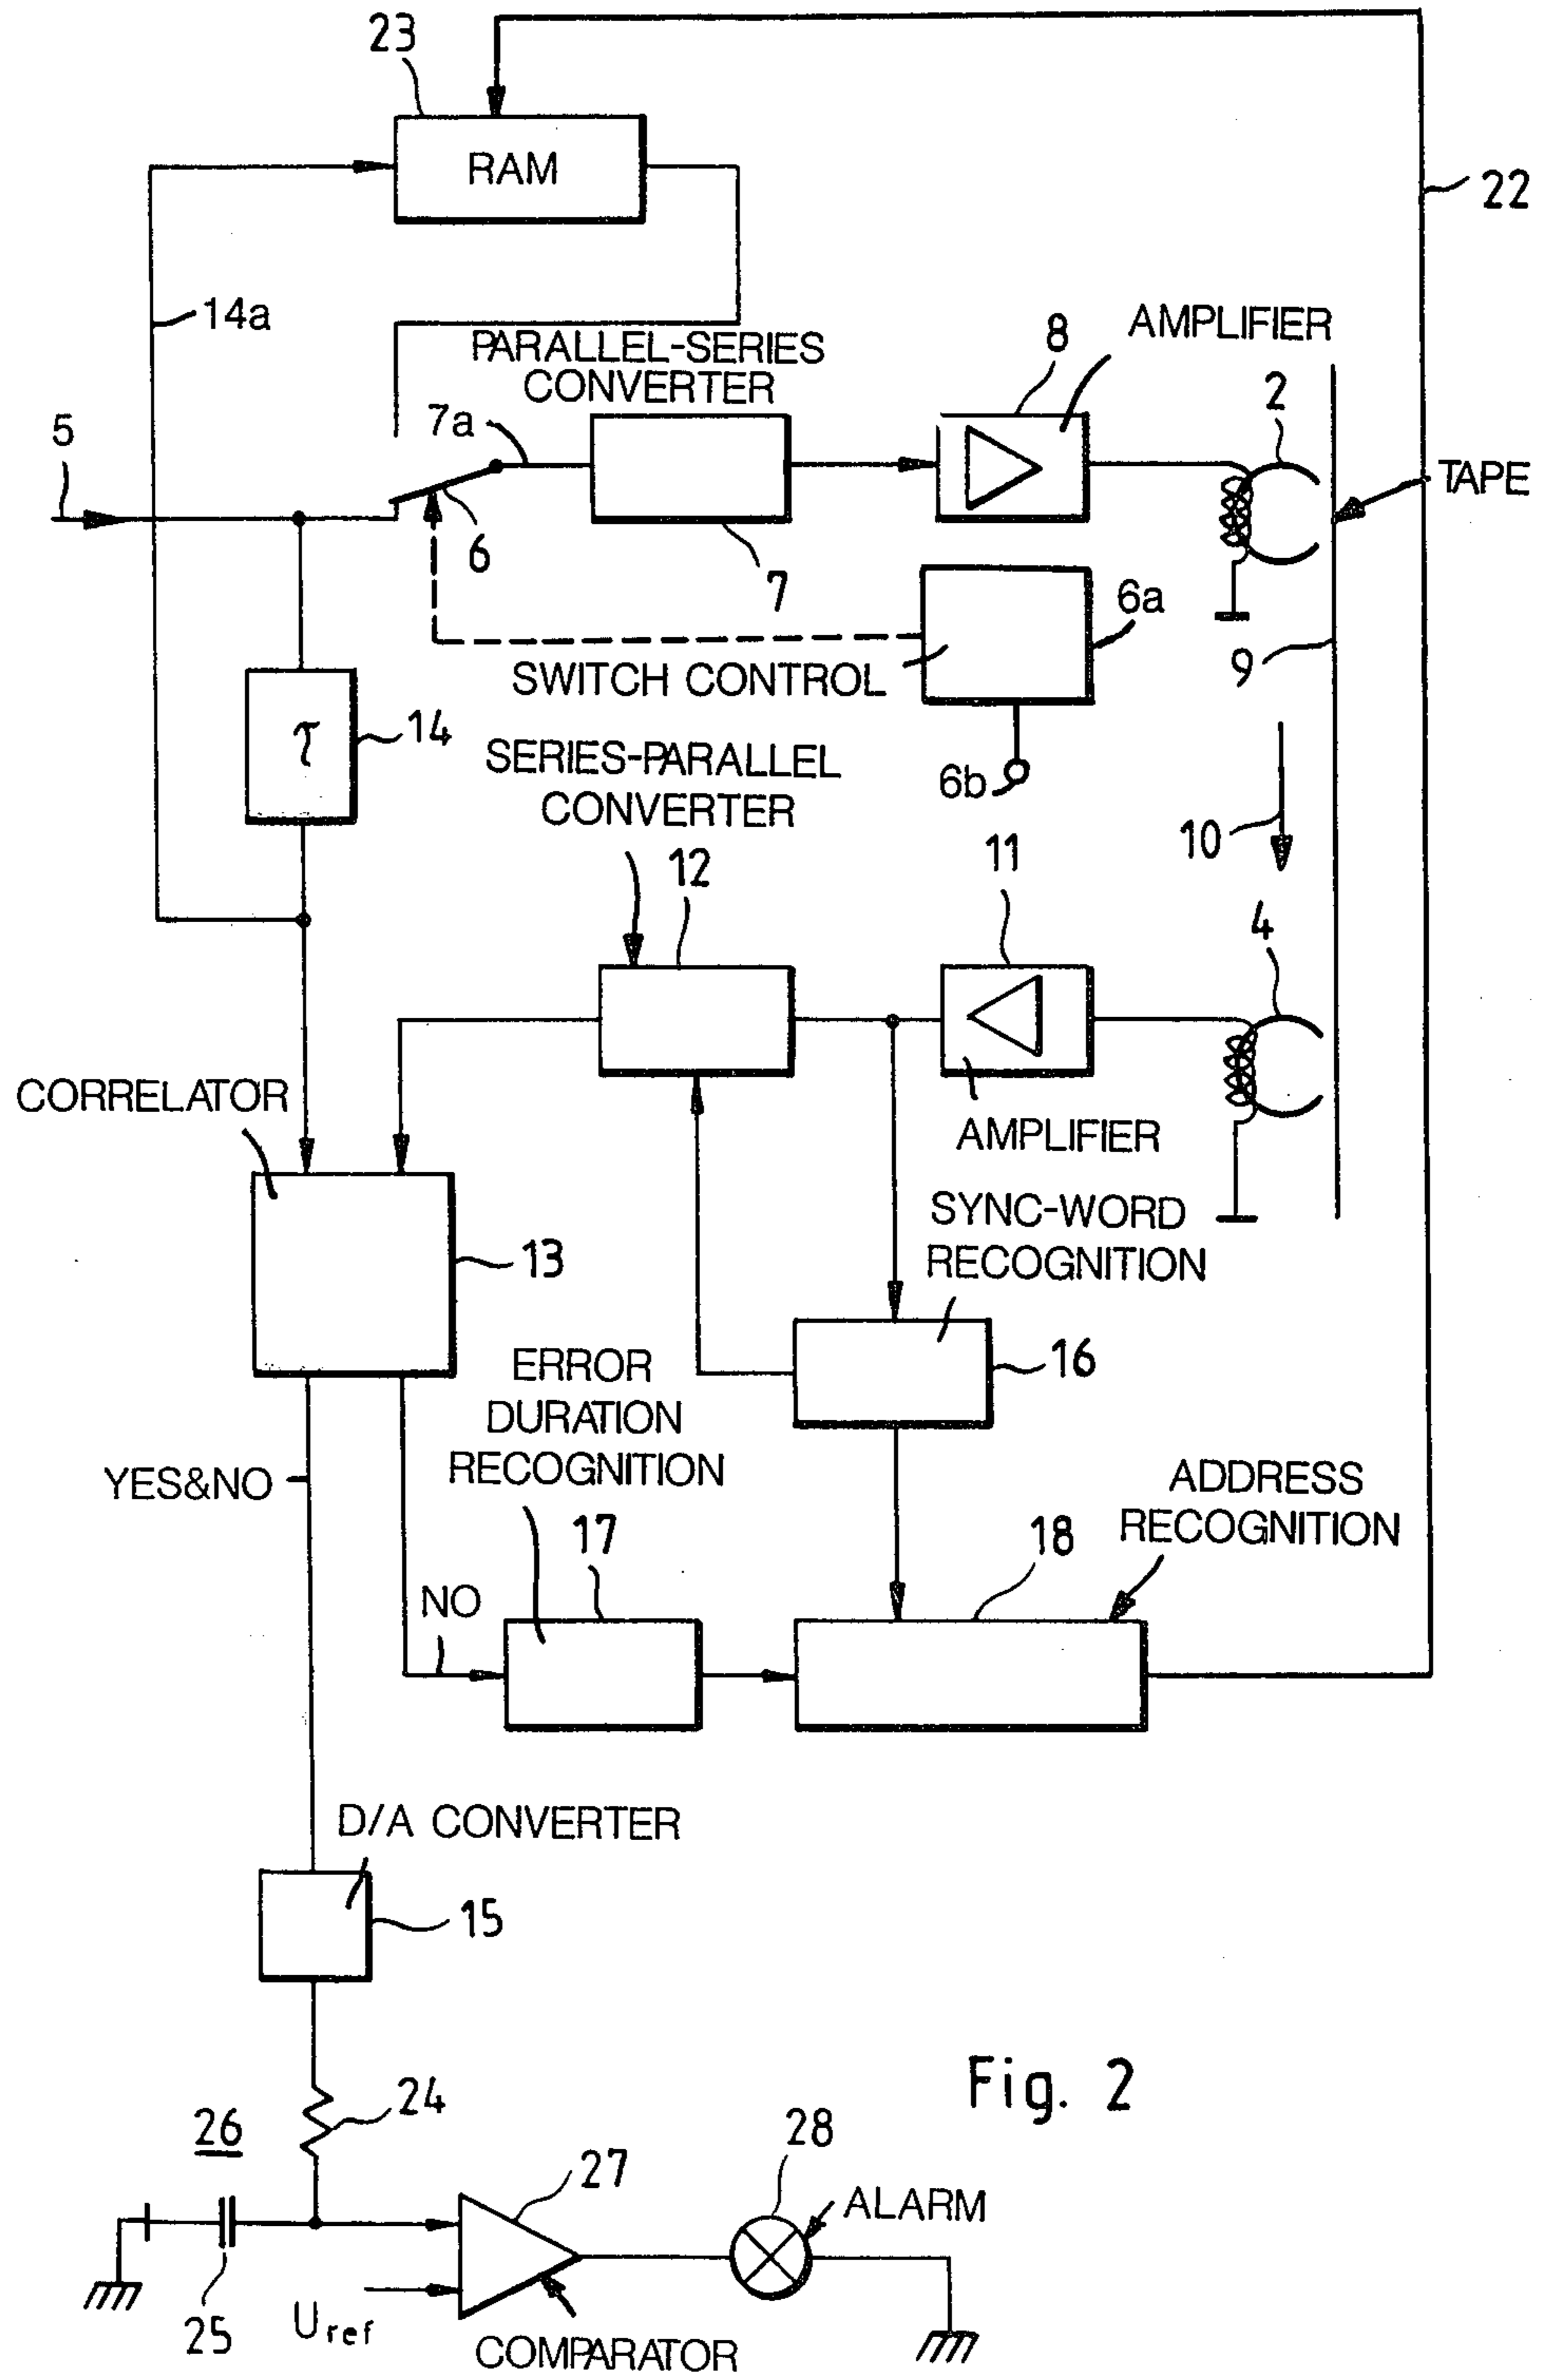 23
RAM
22
14a
PARALLEL-SERIES
CONVERTER
8
AMPLIFIER
5
7a
2
TAPE
6
7
6a
SWITCH CONTROL
9
τ
14
SERIES-PARALLEL
CONVERTER
6b
10
12
11
4
CORRELATOR
AMPLIFIER
SYNC-WORD
RECOGNITION
13
16
ERROR
DURATION
RECOGNITION
YES&NO
ADDRESS
RECOGNITION
17
18
NO
D/A CONVERTER
15
Fig. 2
24
26
27
28
ALARM
25
Uref
COMPARATOR